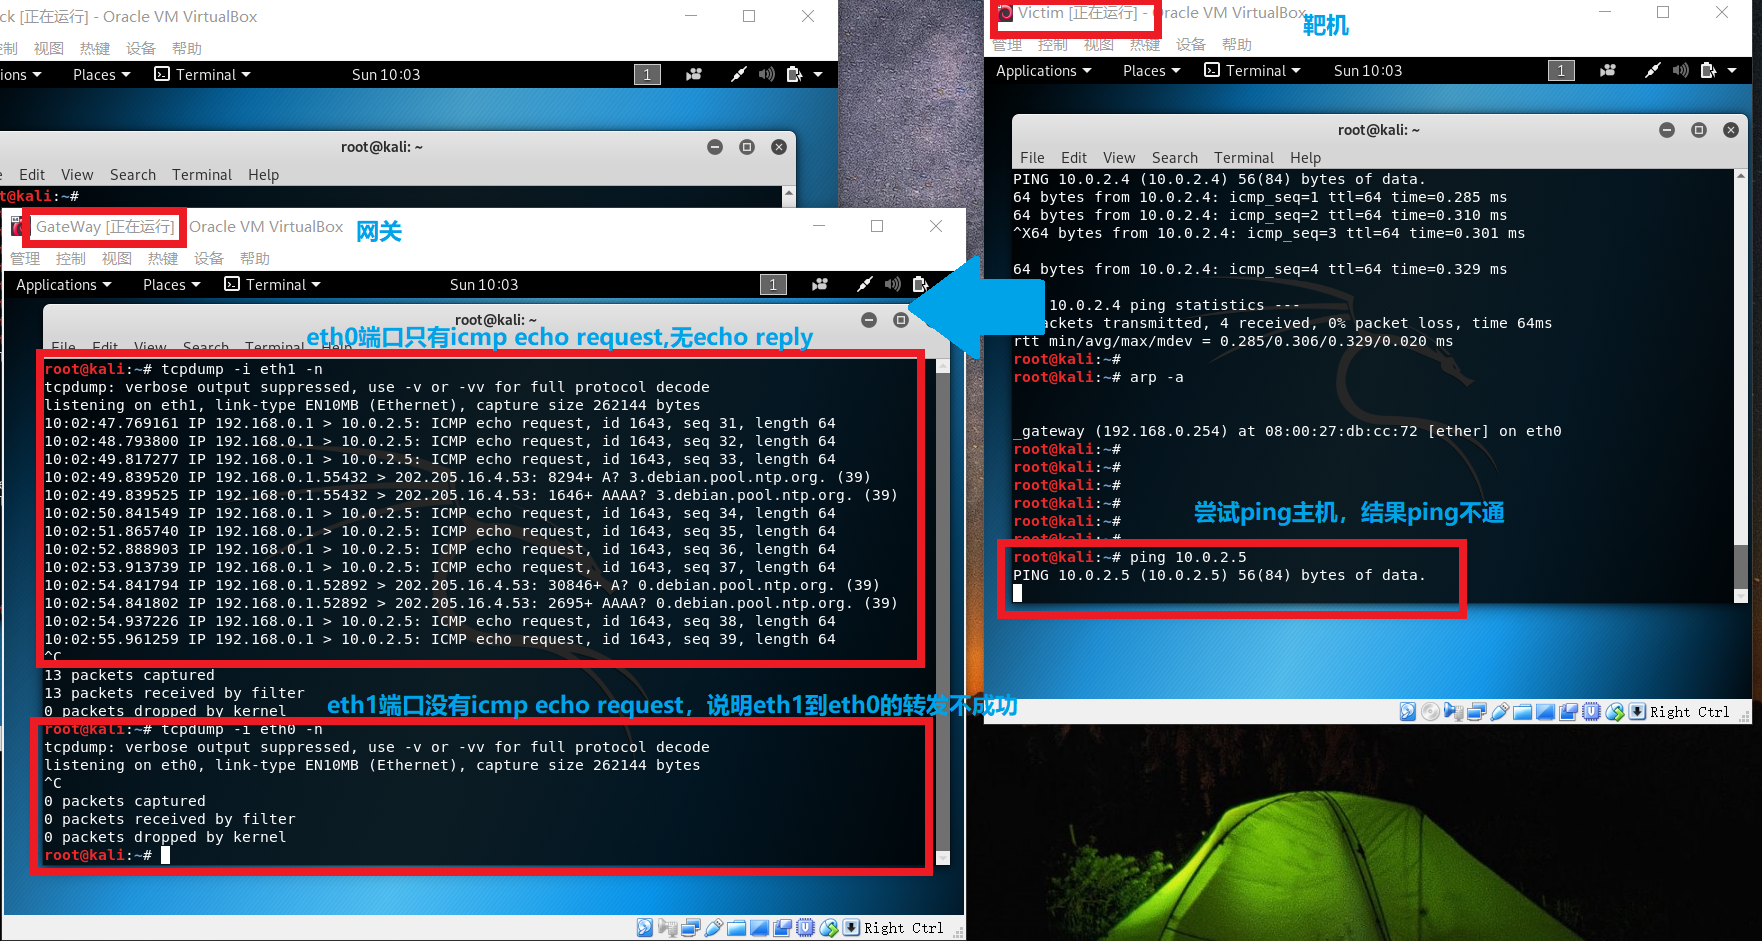 ck [正在运行] - Oracle VM VirtualBox
控制 视图 热键 设备 帮助
ons Places Terminal Sun 10:03 1
root@kali: ~
Edit View Search Terminal Help
t@kali:~#
GateWay [正在运行] - Oracle VM VirtualBox 网关
管理 控制 视图 热键 设备 帮助
Applications Places Terminal Sun 10:03 1
root@kali: ~
File Edit View Search Terminal Help
eth0端口只有icmp echo request,无echo reply
root@kali:~# tcpdump -i eth1 -n
tcpdump: verbose output suppressed, use -v or -vv for full protocol decode
listening on eth1, link-type EN10MB (Ethernet), capture size 262144 bytes
10:02:47.769161 IP 192.168.0.1 > 10.0.2.5: ICMP echo request, id 1643, seq 31, length 64
10:02:48.793800 IP 192.168.0.1 > 10.0.2.5: ICMP echo request, id 1643, seq 32, length 64
10:02:49.817277 IP 192.168.0.1 > 10.0.2.5: ICMP echo request, id 1643, seq 33, length 64
10:02:49.839520 IP 192.168.0.1.55432 > 202.205.16.4.53: 8294+ A? 3.debian.pool.ntp.org. (39)
10:02:49.839525 IP 192.168.0.1.55432 > 202.205.16.4.53: 1646+ AAAA? 3.debian.pool.ntp.org. (39)
10:02:50.841549 IP 192.168.0.1 > 10.0.2.5: ICMP echo request, id 1643, seq 34, length 64
10:02:51.865740 IP 192.168.0.1 > 10.0.2.5: ICMP echo request, id 1643, seq 35, length 64
10:02:52.888903 IP 192.168.0.1 > 10.0.2.5: ICMP echo request, id 1643, seq 36, length 64
10:02:53.913739 IP 192.168.0.1 > 10.0.2.5: ICMP echo request, id 1643, seq 37, length 64
10:02:54.841794 IP 192.168.0.1.52892 > 202.205.16.4.53: 30846+ A? 0.debian.pool.ntp.org. (39)
10:02:54.841802 IP 192.168.0.1.52892 > 202.205.16.4.53: 2695+ AAAA? 0.debian.pool.ntp.org. (39)
10:02:54.937226 IP 192.168.0.1 > 10.0.2.5: ICMP echo request, id 1643, seq 38, length 64
10:02:55.961259 IP 192.168.0.1 > 10.0.2.5: ICMP echo request, id 1643, seq 39, length 64
^C
13 packets captured
13 packets received by filter
0 packets dropped by kernel
eth1端口没有icmp echo request，说明eth1到eth0的转发不成功
root@kali:~# tcpdump -i eth0 -n
tcpdump: verbose output suppressed, use -v or -vv for full protocol decode
listening on eth0, link-type EN10MB (Ethernet), capture size 262144 bytes
^C
0 packets captured
0 packets received by filter
0 packets dropped by kernel
root@kali:~#
Right Ctrl
Victim [正在运行] - Oracle VM VirtualBox
靶机
管理 控制 视图 热键 设备 帮助
Applications Places Terminal Sun 10:03 1
root@kali: ~
File Edit View Search Terminal Help
PING 10.0.2.4 (10.0.2.4) 56(84) bytes of data.
64 bytes from 10.0.2.4: icmp_seq=1 ttl=64 time=0.285 ms
64 bytes from 10.0.2.4: icmp_seq=2 ttl=64 time=0.310 ms
^X64 bytes from 10.0.2.4: icmp_seq=3 ttl=64 time=0.301 ms
64 bytes from 10.0.2.4: icmp_seq=4 ttl=64 time=0.329 ms
10.0.2.4 ping statistics ---
packets transmitted, 4 received, 0% packet loss, time 64ms
rtt min/avg/max/mdev = 0.285/0.306/0.329/0.020 ms
root@kali:~#
root@kali:~# arp -a
_gateway (192.168.0.254) at 08:00:27:db:cc:72 [ether] on eth0
root@kali:~#
root@kali:~#
root@kali:~#
root@kali:~#
root@kali:~#
root@kali:~#
尝试ping主机，结果ping不通
root@kali:~# ping 10.0.2.5
PING 10.0.2.5 (10.0.2.5) 56(84) bytes of data.
Right Ctrl